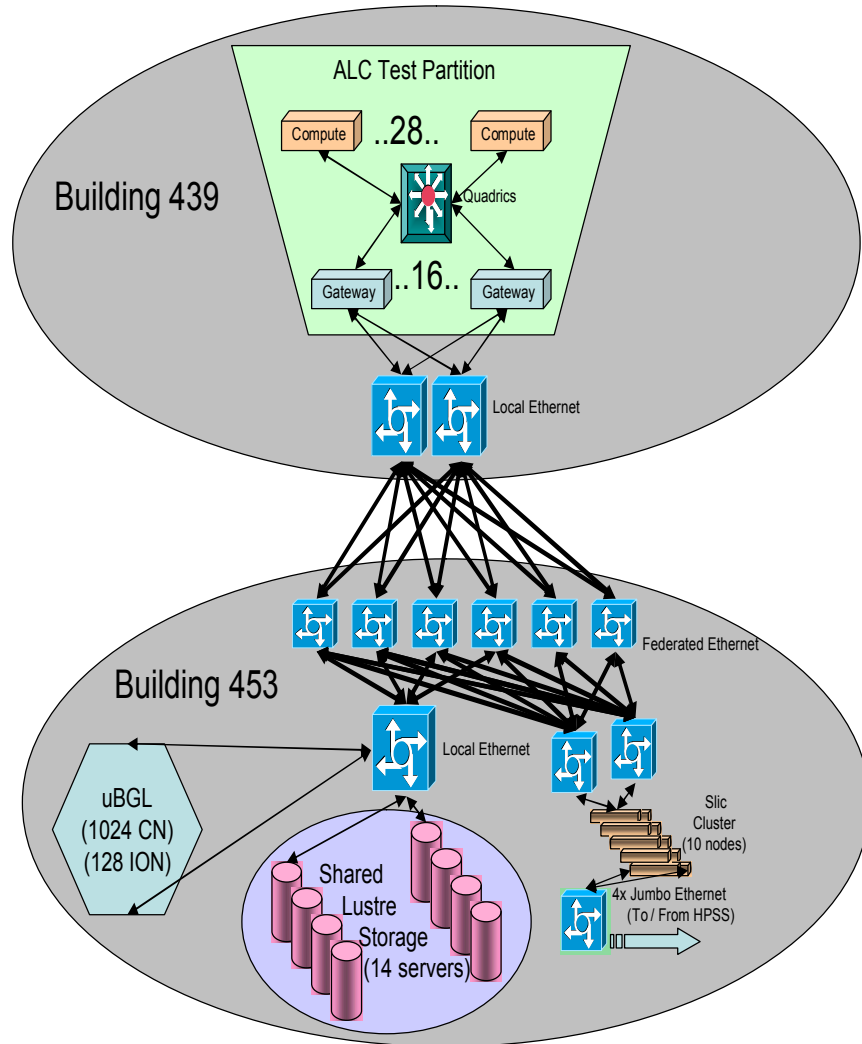 ALC Test Partition
Compute
..28..
Compute
Building 439
Quadrics
Gateway
..16..
Gateway
Local Ethernet
Federated Ethernet
Building 453
Local Ethernet
uBGL
(1024 CN)
(128 ION)
Slic
Cluster
(10 nodes)
Shared
Lustre
Storage
(14 servers)
4x Jumbo Ethernet
(To / From HPSS)